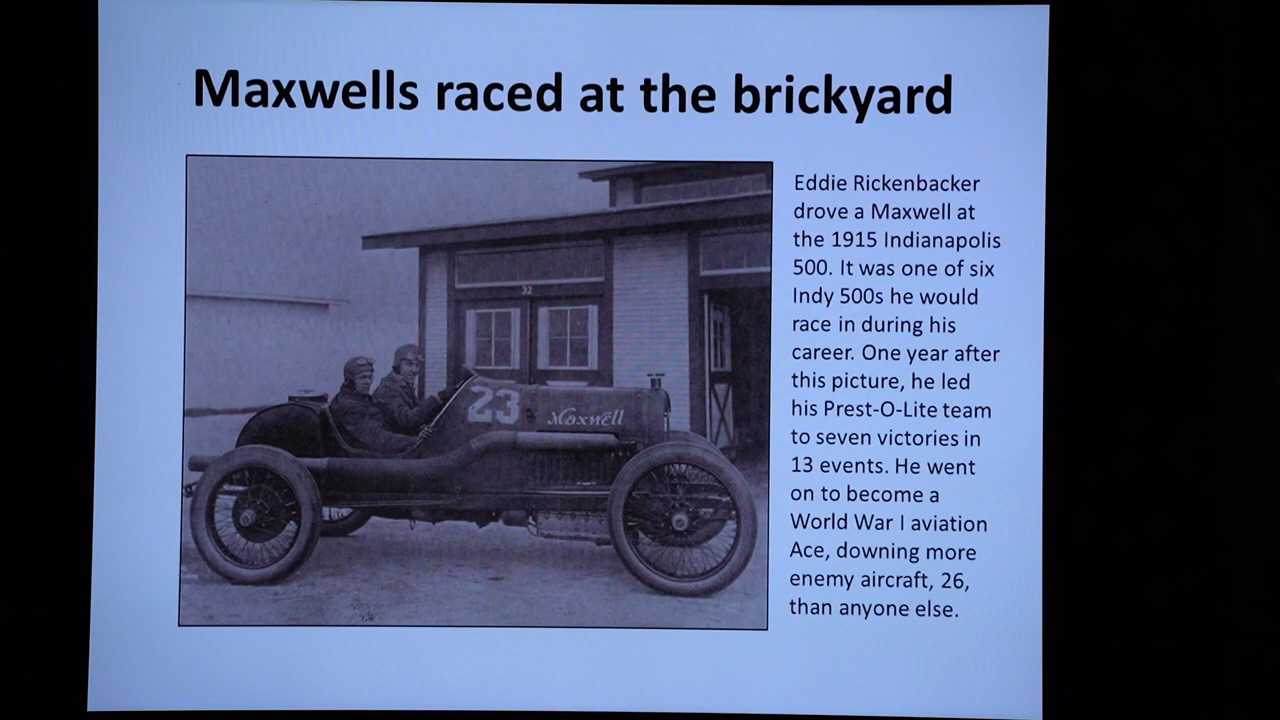 Maxwells raced at the brickyard
32
23
Maxwell
Eddie Rickenbacker
drove a Maxwell at
the 1915 Indianapolis
500. It was one of six
Indy 500s he would
race in during his
career. One year after
this picture, he led
his Prest-O-Lite team
to seven victories in
13 events. He went
on to become a
World War I aviation
Ace, downing more
enemy aircraft, 26,
than anyone else.